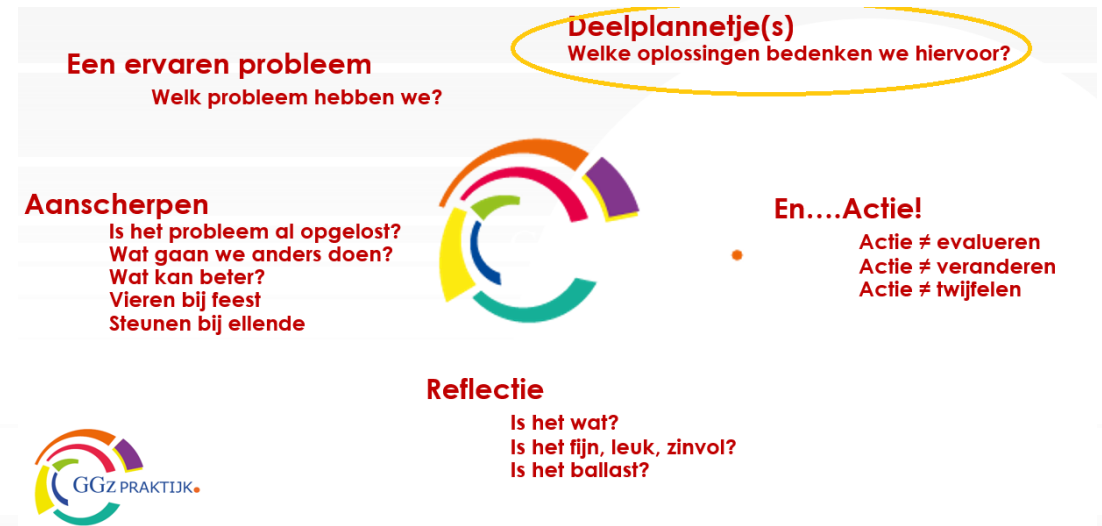 Een ervaren probleem
Welk probleem hebben we?
Deelplannetje(s)
Welke oplossingen bedenken we hiervoor?
En....Actie!
Actie ≠ evalueren
Actie ≠ veranderen
Actie ≠ twijfelen
Reflectie
Is het wat?
Is het fijn, leuk, zinvol?
Is het ballast?
Aanscherpen
Is het probleem al opgelost?
Wat gaan we anders doen?
Wat kan beter?
Vieren bij feest
Steunen bij ellende
GGZ PRAKTIJK.